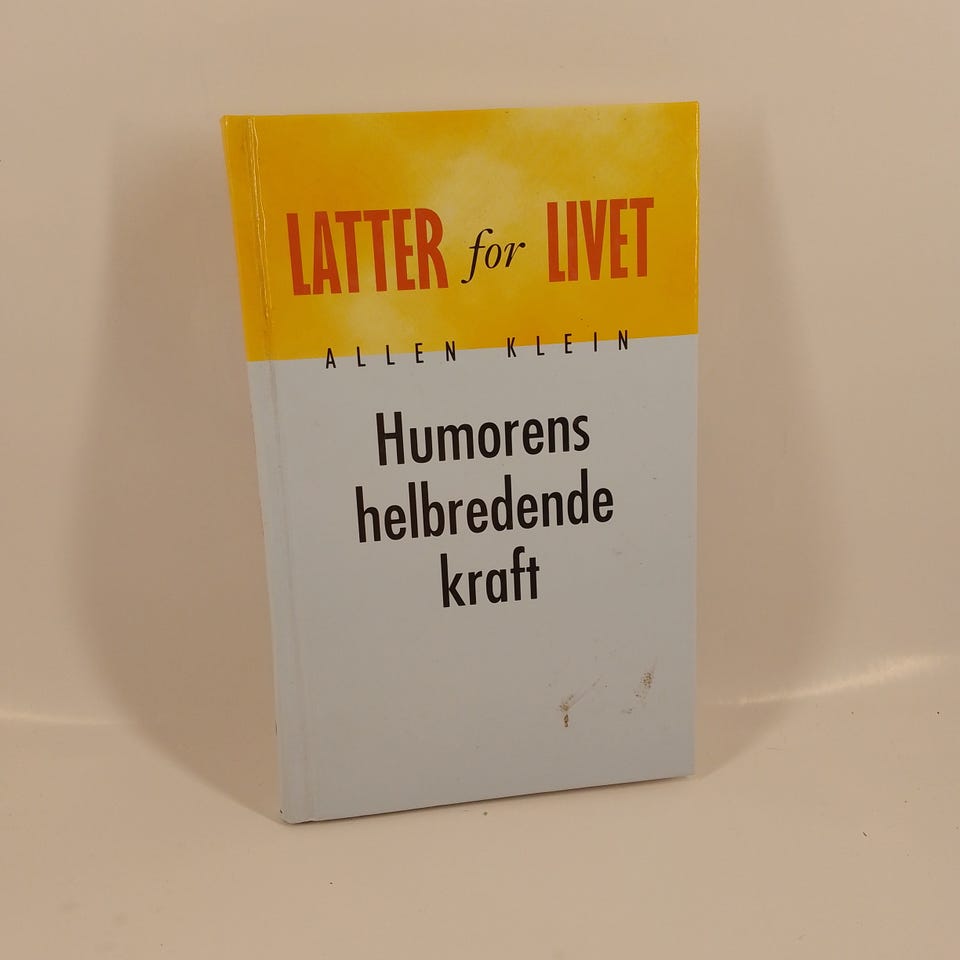 LATTER for LIVET
ALLEN KLEIN
Humorens
helbredende
kraft